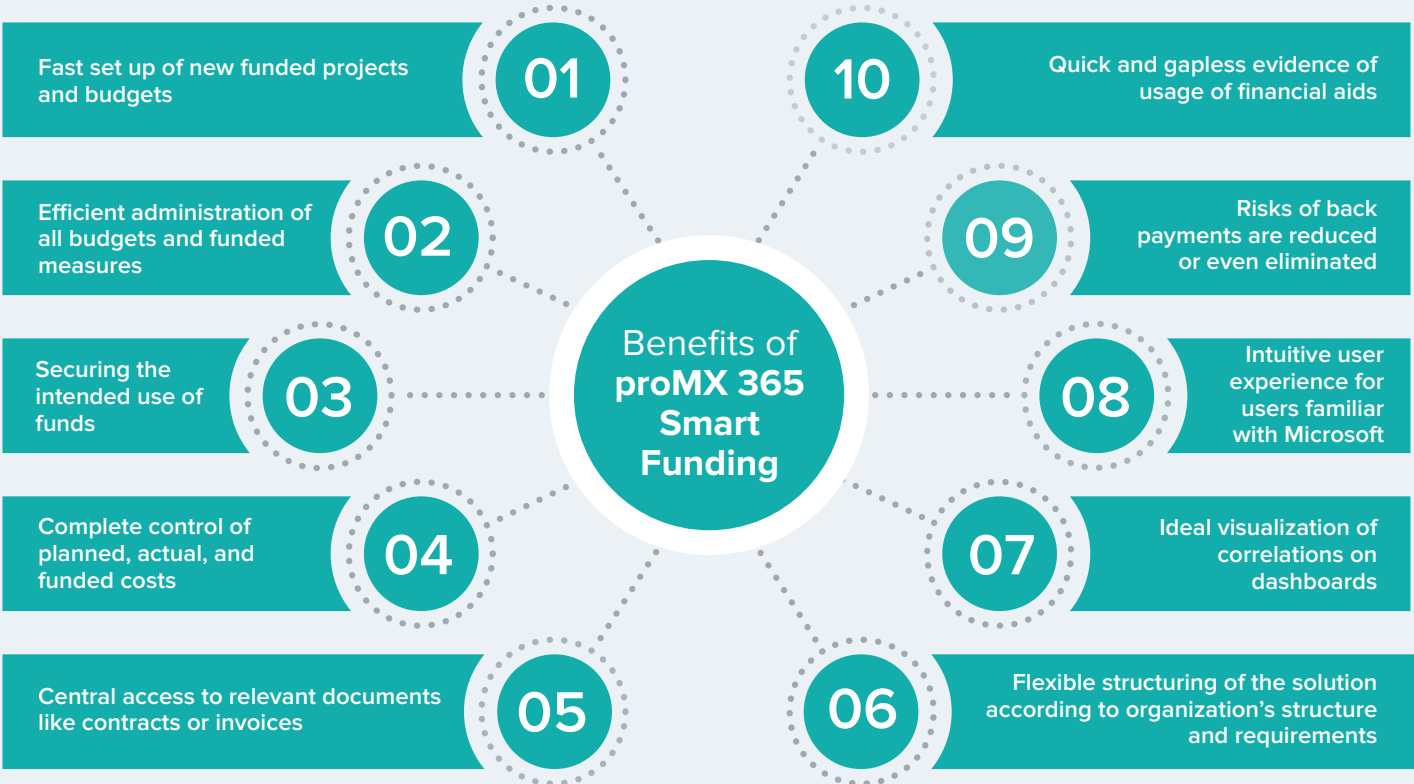 01
Fast set up of new funded projects
and budgets
02
Efficient administration of
all budgets and funded
measures
03
Securing the
intended use of
funds
04
Complete control of
planned, actual, and
funded costs
05
Central access to relevant documents
like contracts or invoices
Benefits of
proMX 365
Smart
Funding
10
Quick and gapless evidence of
usage of financial aids
09
Risks of back
payments are reduced
or even eliminated
08
Intuitive user
experience for
users familiar
with Microsoft
07
Ideal visualization of
correlations on
dashboards
06
Flexible structuring of the solution
according to organization’s structure
and requirements